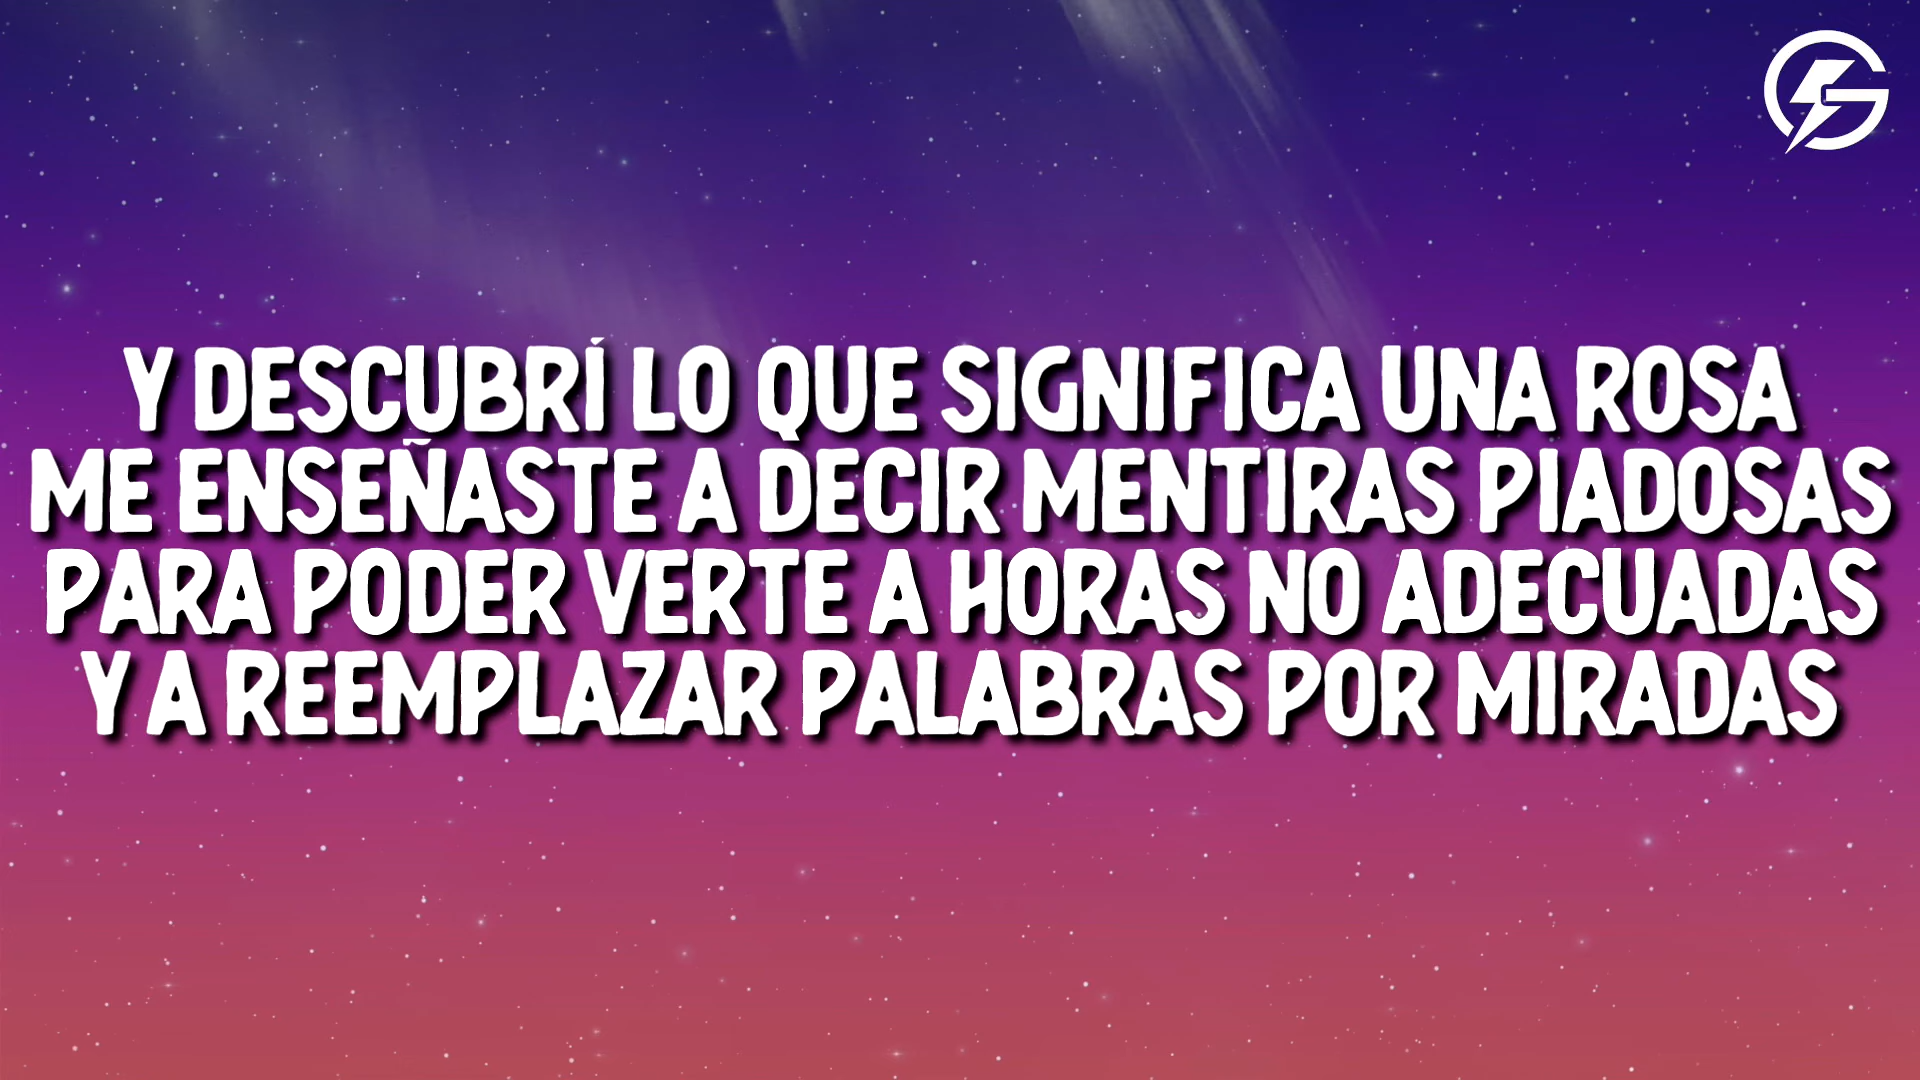 Y DESCUBRÍ LO QUE SIGNIFICA UNA ROSA
ME ENSEÑASTE A DECIR MENTIRAS PIADOSAS
PARA PODER VERTE A HORAS NO ADECUADAS
Y A REEMPLAZAR PALABRAS POR MIRADAS